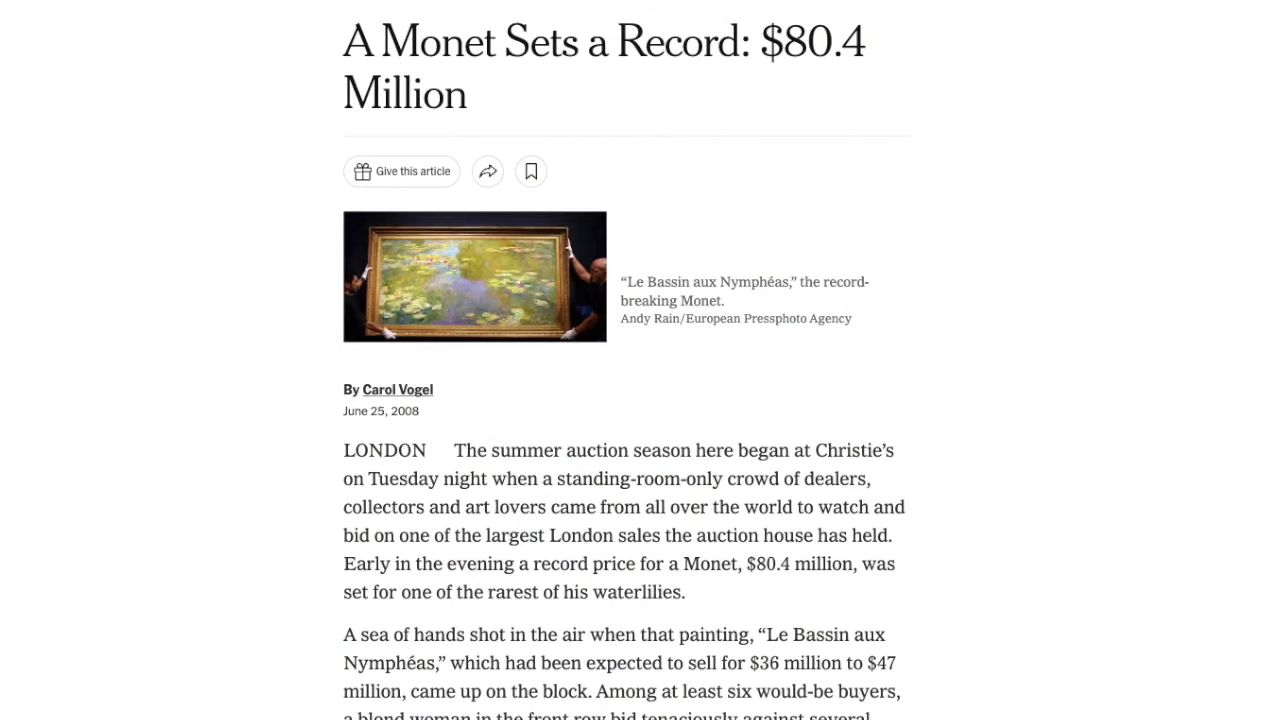 A Monet Sets a Record: $80.4
Million
Give this article
“Le Bassin aux Nymphéas,” the record-
breaking Monet.
Andy Rain/European Pressphoto Agency
By Carol Vogel
June 25, 2008
LONDON The summer auction season here began at Christie’s
on Tuesday night when a standing-room-only crowd of dealers,
collectors and art lovers came from all over the world to watch and
bid on one of the largest London sales the auction house has held.
Early in the evening a record price for a Monet, $80.4 million, was
set for one of the rarest of his waterlilies.
A sea of hands shot in the air when that painting, “Le Bassin aux
Nymphéas,” which had been expected to sell for $36 million to $47
million, came up on the block. Among at least six would-be buyers,
a blond woman in the front row bid tenaciously against several